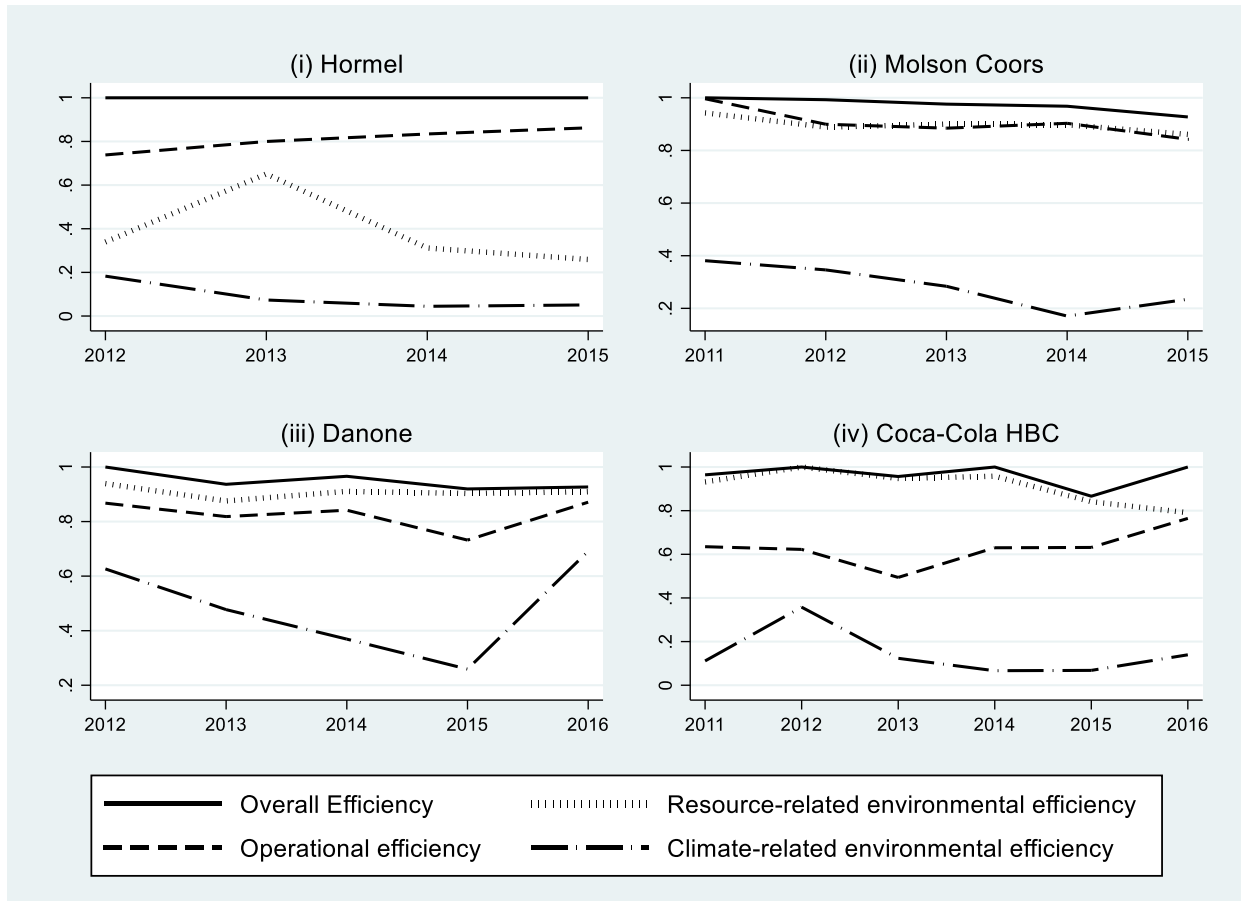 (i) Hormel
1
.8
.6
.4
.2
0
2012 2013 2014 2015
(ii) Molson Coors
1
.8
.6
.4
.2
2011 2012 2013 2014 2015
(iii) Danone
1
.8
.6
.4
.2
2012 2013 2014 2015 2016
(iv) Coca-Cola HBC
1
.8
.6
.4
.2
0
2011 2012 2013 2014 2015 2016
Overall Efficiency Resource-related environmental efficiency
Operational efficiency Climate-related environmental efficiency